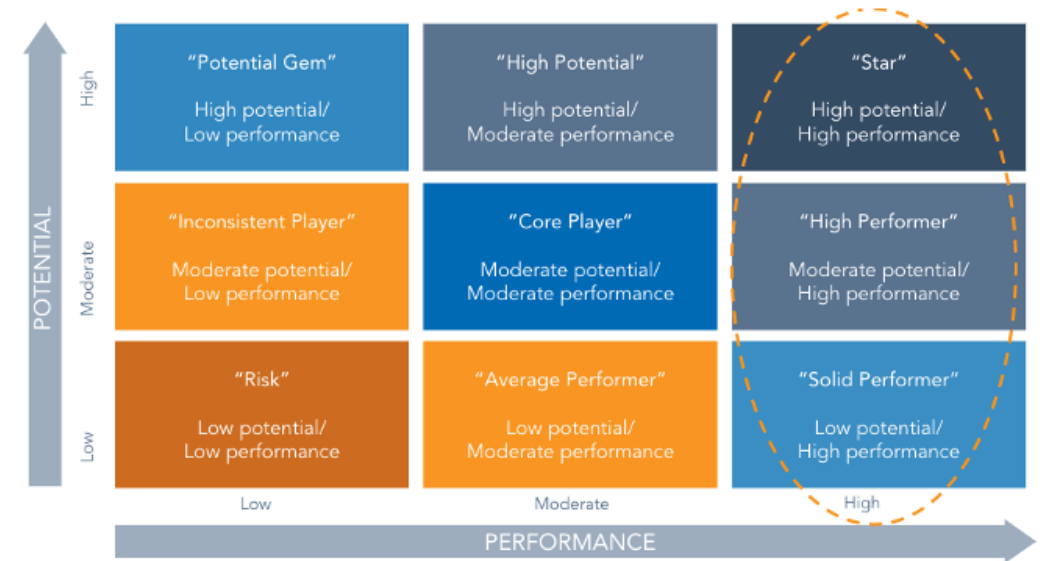 POTENTIAL
High
"Potential Gem"
High potential/
Low performance
"High Potential"
High potential/
Moderate performance
"Star"
High potential/
High performance
Moderate
"Inconsistent Player"
Moderate potential/
Low performance
"Core Player"
Moderate potential/
Moderate performance
"High Performer"
Moderate potential/
High performance
Low
"Risk"
Low potential/
Low performance
"Average Performer"
Low potential/
Moderate performance
"Solid Performer"
Low potential/
High performance
Low
Moderate
High
PERFORMANCE